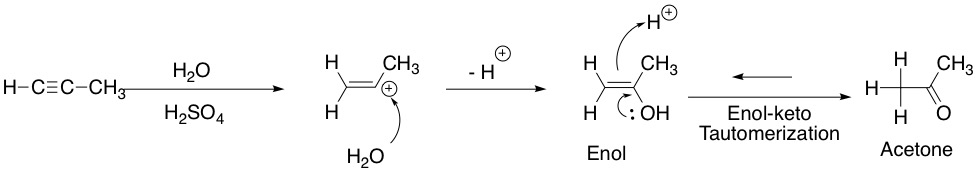 H–C≡C–CH3
H2O
H2SO4
H
CH3
H
⊕
H2O
- H⊕
H⊕
H
CH3
H
:OH
Enol
Enol-keto
Tautomerization
H
H
H
CH3
O
Acetone